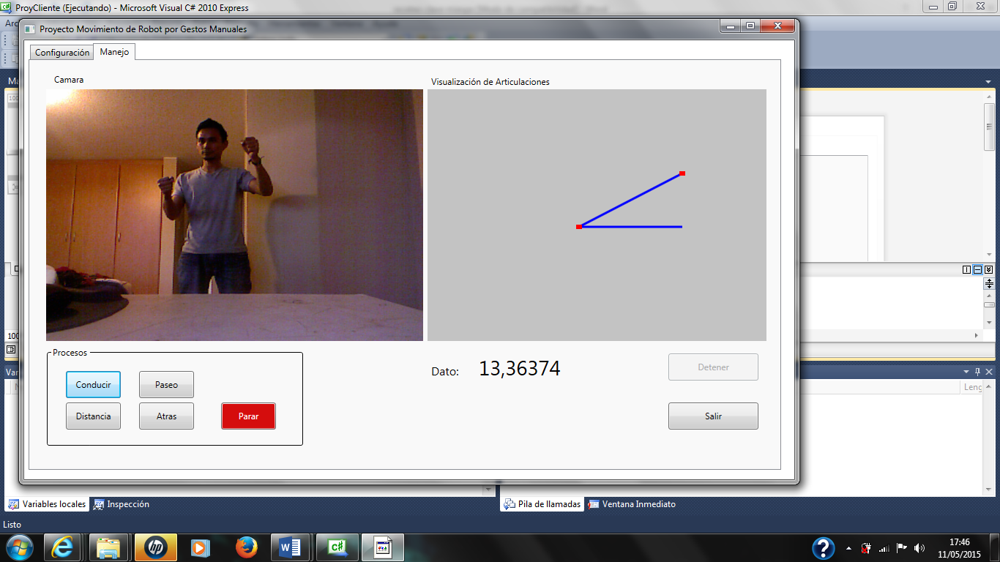 ProyCliente (Ejecutando) - Microsoft Visual C# 2010 Express
Proyecto Movimiento de Robot por Gestos Manuales
Configuración
Manejo
Camara
Visualización de Articulaciones
Procesos
Conducir
Paseo
Distancia
Atras
Parar
Dato:
13,36374
Detener
Salir
Variables locales
Inspección
Pila de llamadas
Ventana Inmediato
Listo
17:46
11/05/2015